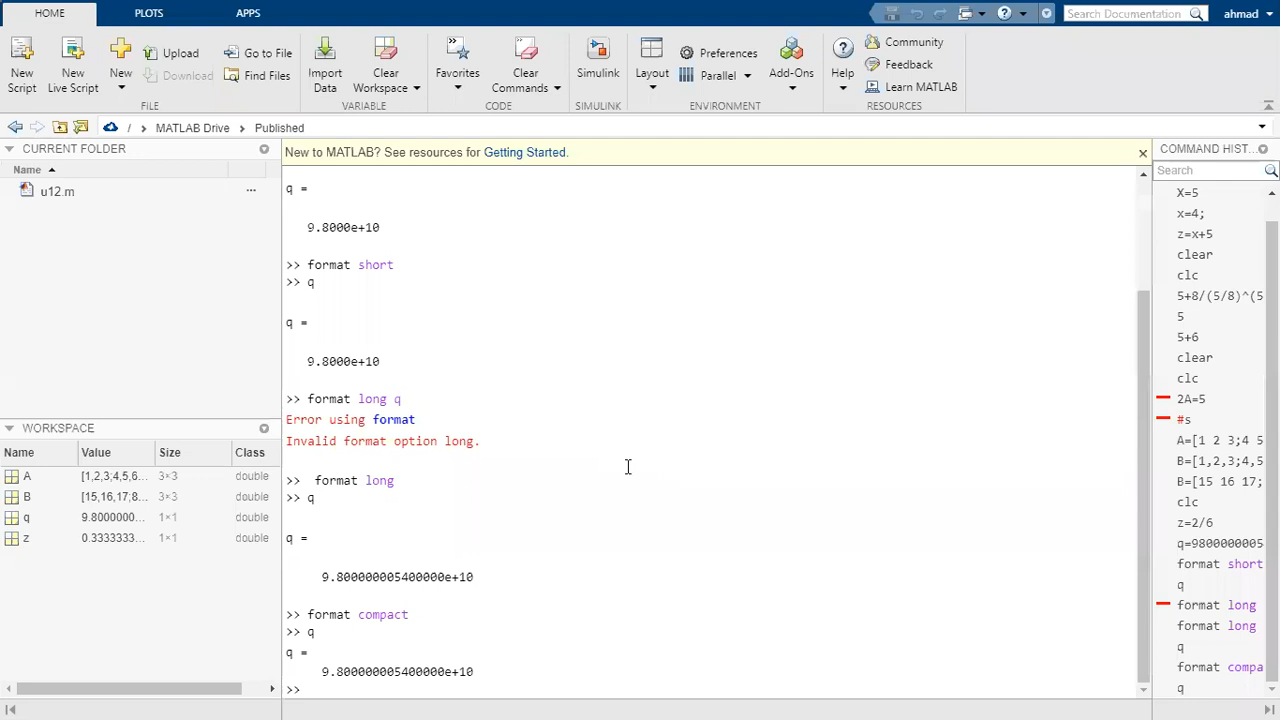 HOME PLOTS APPS
Search Documentation
ahmad
New Script
New Live Script
New
Upload
Download
Go to File
Find Files
FILE
Import Data
Clear Workspace
VARIABLE
Favorites
Clear Commands
CODE
Simulink
SIMULINK
Layout
Preferences
Parallel
Add-Ons
ENVIRONMENT
Help
Community
Feedback
Learn MATLAB
RESOURCES
/ MATLAB Drive Published
CURRENT FOLDER
Name
u12.m
...
WORKSPACE
Name Value Size Class
A [1,2,3;4,5,6... 3×3 double
B [15,16,17;8... 3×3 double
q 9.8000000... 1×1 double
z 0.3333333... 1×1 double
New to MATLAB? See resources for Getting Started.
q =
9.8000e+10
>> format short
>> q
q =
9.8000e+10
>> format long q
Error using format
Invalid format option long.
>> format long
>> q
q =
9.800000005400000e+10
>> format compact
>> q
q =
9.800000005400000e+10
>>
COMMAND HIST...
Search
X=5
x=4;
z=x+5
clear
clc
5+8/(5/8)^(5
5
5+6
clear
clc
2A=5
#s
A=[1 2 3;4 5
B=[1,2,3;4,5
B=[15 16 17;
clc
z=2/6
q=9800000005
format short
q
format long
format long
q
format compa
q